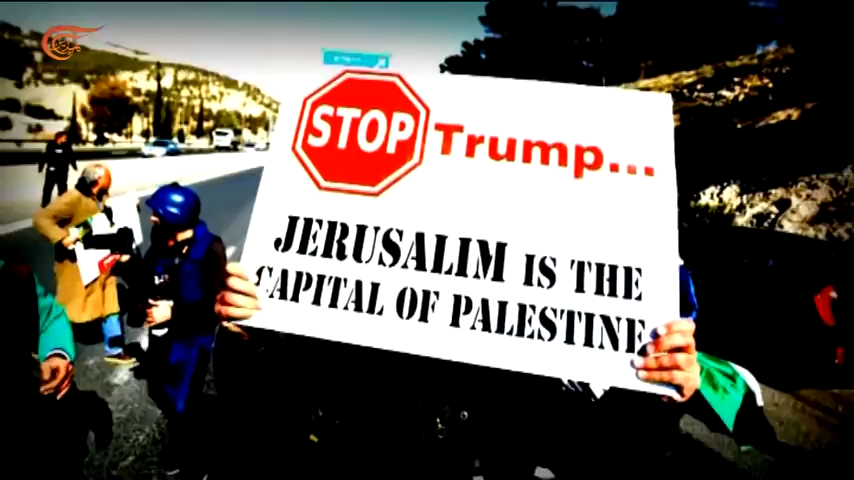 STOP Trump...
JERUSALIM IS THE
CAPITAL OF PALESTINE